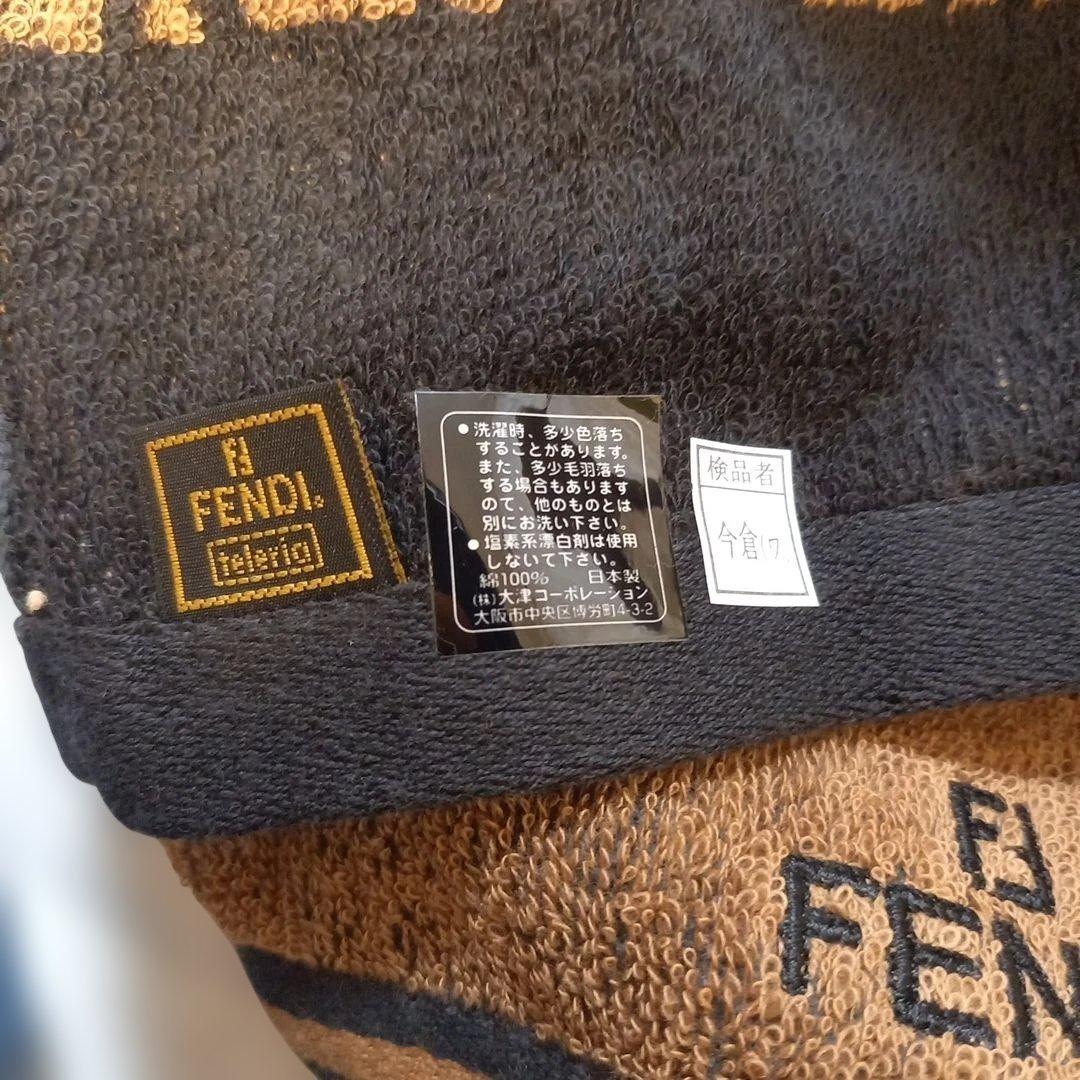 FENDI
teleria
● 洗濯時、多少色落ち
することがあります。
また、多少毛羽落ち
する場合もあります
ので、他のものとは
別にお洗い下さい。
● 塩素系漂白剤は使用
しないで下さい。
綿100% 日本製
(株)大津コーポレーション
大阪市中央区博労町4-3-2
検品者
今倉(7)
FEN